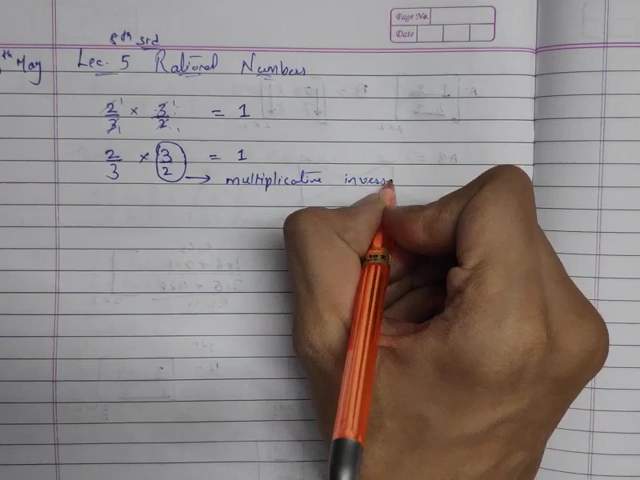 Page No.
Date
8th std
th May Lec. 5 Rational Numbers
2/3 × 3/2 = 1
2/3 × 3/2 = 1
→ multiplicative invers